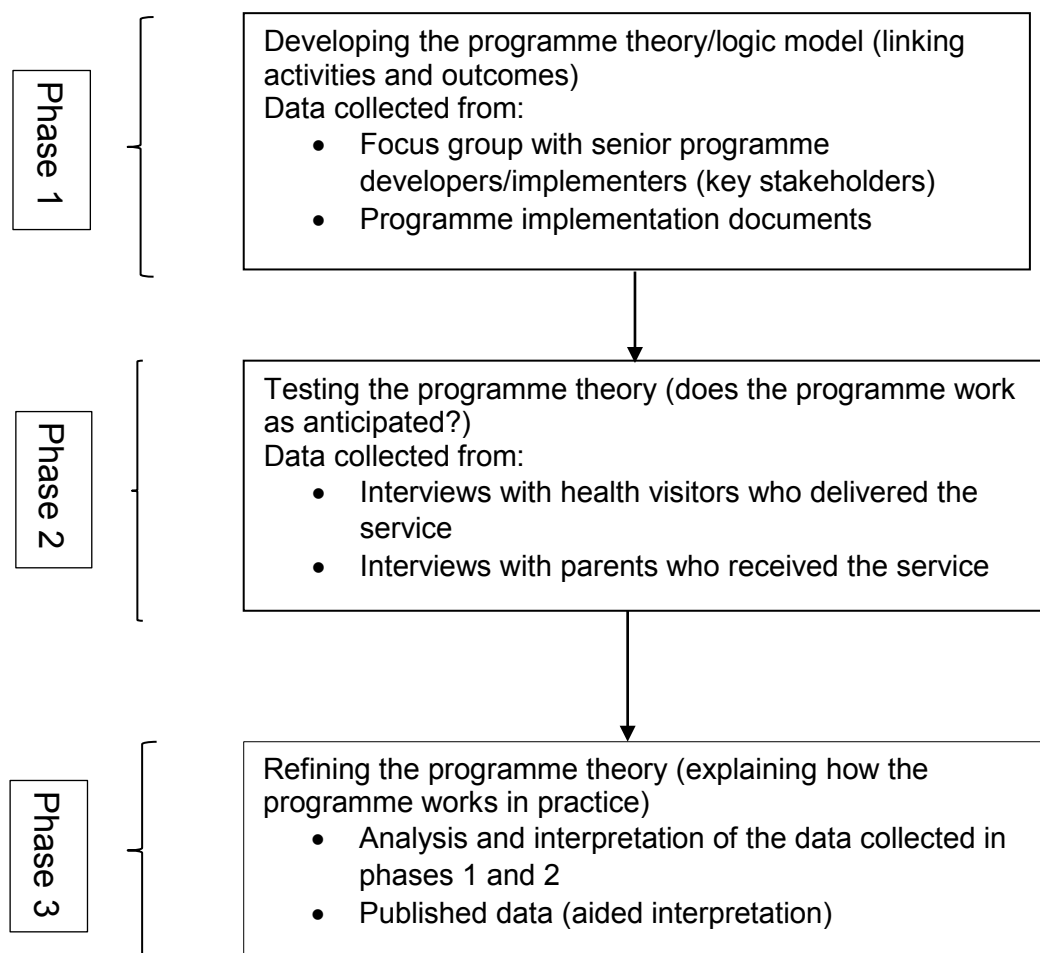 Phase 1
Developing the programme theory/logic model (linking
activities and outcomes)
Data collected from:
• Focus group with senior programme
developers/implementers (key stakeholders)
• Programme implementation documents
Phase 2
Testing the programme theory (does the programme work
as anticipated?)
Data collected from:
• Interviews with health visitors who delivered the
service
• Interviews with parents who received the service
Phase 3
Refining the programme theory (explaining how the
programme works in practice)
• Analysis and interpretation of the data collected in
phases 1 and 2
• Published data (aided interpretation)